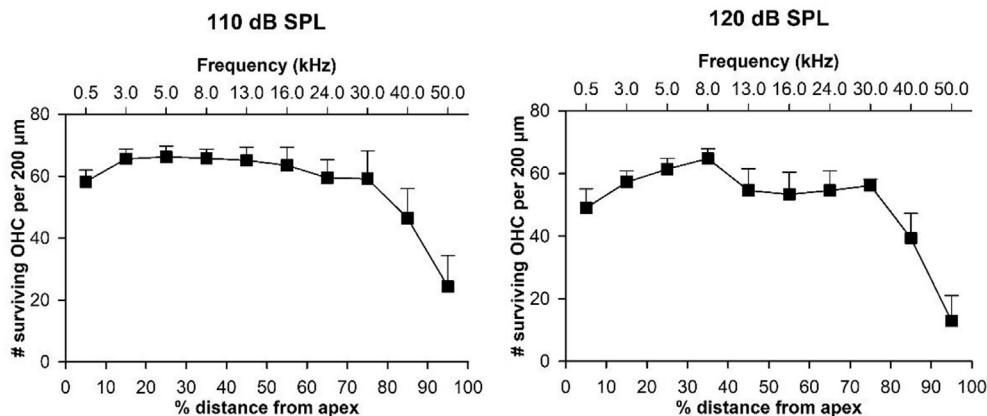 110 dB SPL
Frequency (kHz)
0.5 3.0 5.0 8.0 13.0 16.0 24.0 30.0 40.0 50.0
# surviving OHC per 200 µm
80
60
40
20
0
0 10 20 30 40 50 60 70 80 90 100
% distance from apex
120 dB SPL
Frequency (kHz)
0.5 3.0 5.0 8.0 13.0 16.0 24.0 30.0 40.0 50.0
# surviving OHC per 200 µm
80
60
40
20
0
0 10 20 30 40 50 60 70 80 90 100
% distance from apex